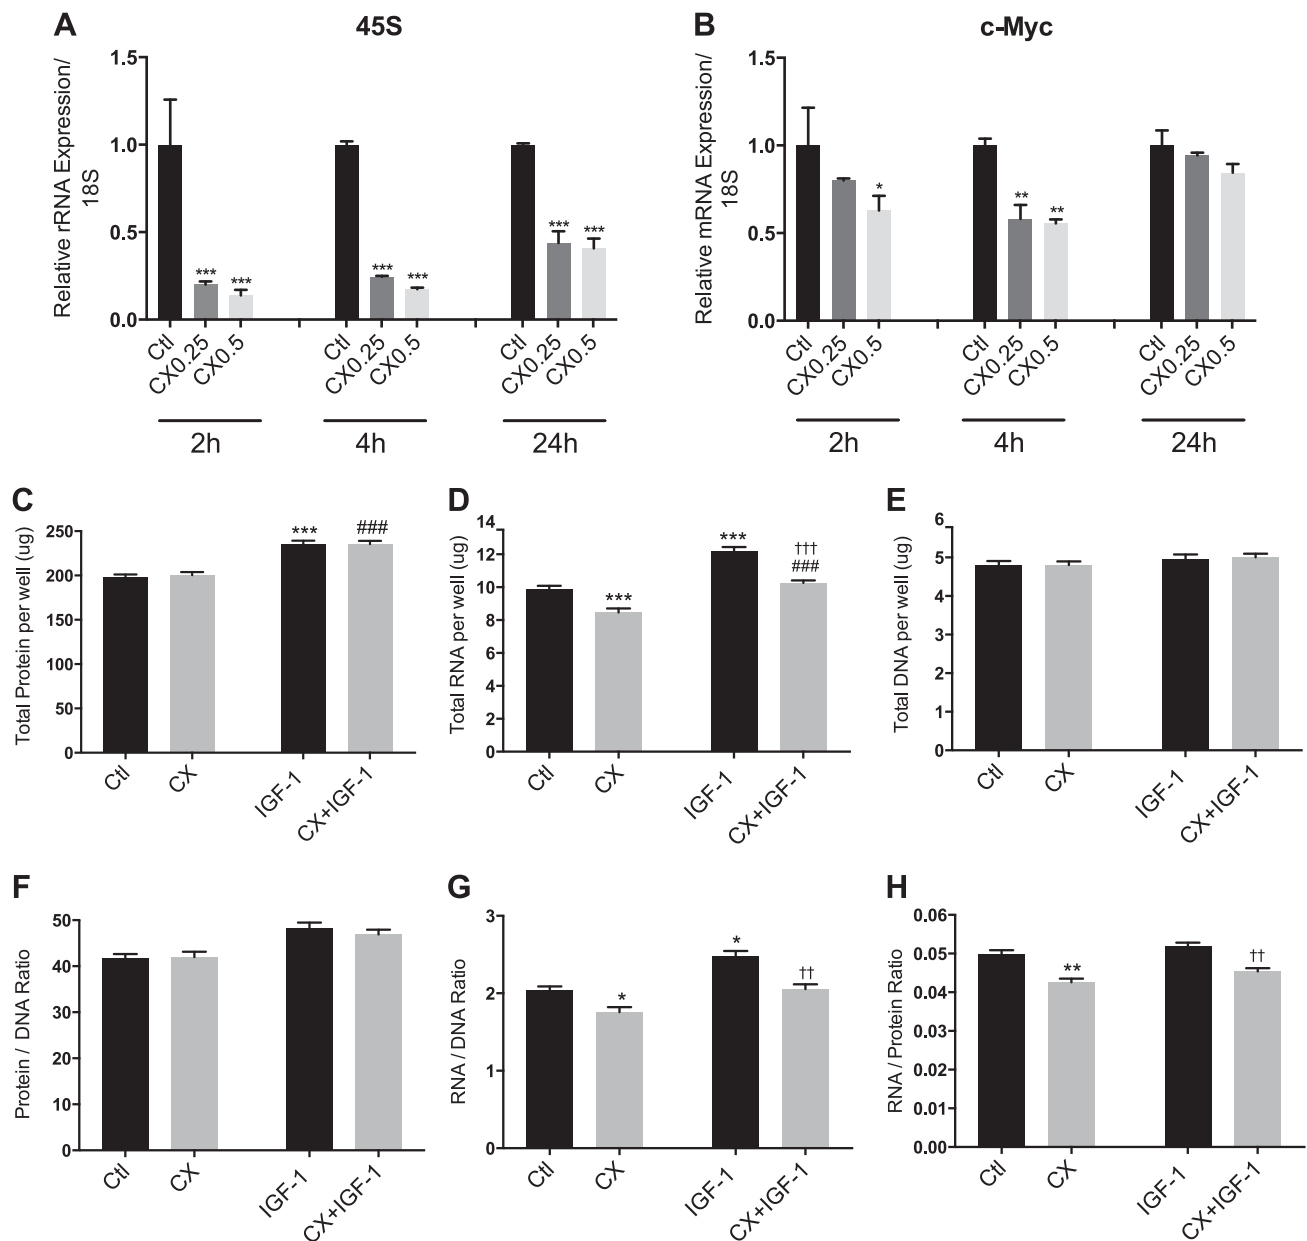 A
45S
Relative rRNA Expression/
18S
1.5
1.0
0.5
0.0
*** *** *** *** *** ***
Ctl CX0.25 CX0.5 Ctl CX0.25 CX0.5 Ctl CX0.25 CX0.5
2h 4h 24h
B
c-Myc
Relative mRNA Expression/
18S
1.5
1.0
0.5
0.0
* ** **
Ctl CX0.25 CX0.5 Ctl CX0.25 CX0.5 Ctl CX0.25 CX0.5
2h 4h 24h
C
Total Protein per well (ug)
250
200
150
100
50
0
*** ###
Ctl CX IGF-1 CX+IGF-1
D
Total RNA per well (ug)
14
12
10
8
6
4
2
0
*** *** †††
###
Ctl CX IGF-1 CX+IGF-1
E
Total DNA per well (ug)
6
5
4
3
2
1
0
Ctl CX IGF-1 CX+IGF-1
F
Protein / DNA Ratio
50
40
30
20
10
0
Ctl CX IGF-1 CX+IGF-1
G
RNA / DNA Ratio
3
2
1
0
* * ††
Ctl CX IGF-1 CX+IGF-1
H
RNA / Protein Ratio
0.06
0.05
0.04
0.03
0.02
0.01
0.00
** ††
Ctl CX IGF-1 CX+IGF-1